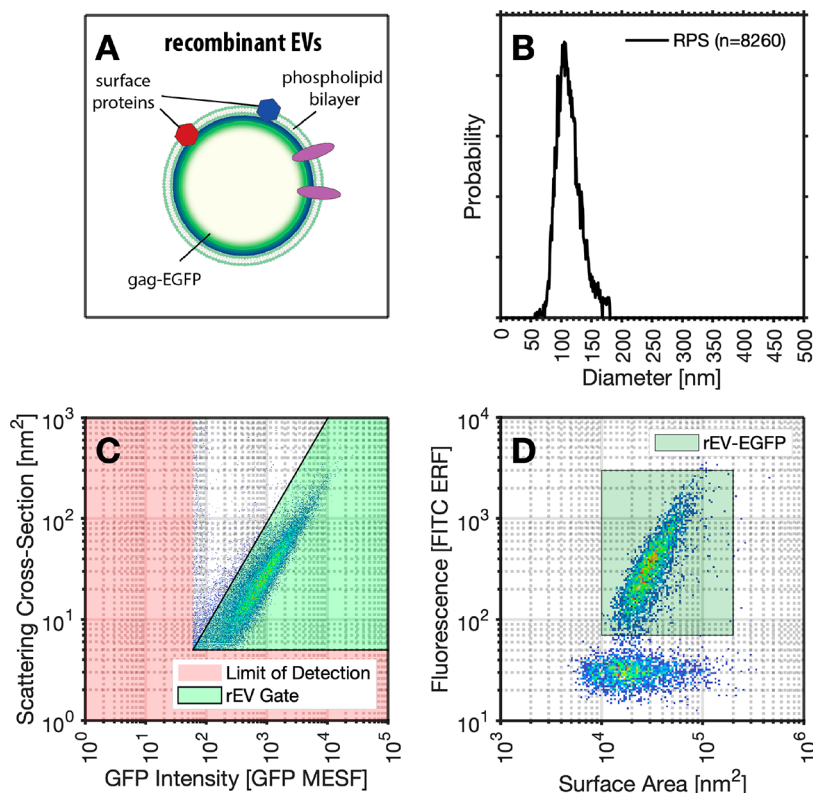 A
recombinant EVs
surface
proteins
phospholipid
bilayer
gag-EGFP
B
RPS (n=8260)
Probability
0
50
100
150
200
250
300
350
400
450
500
Diameter [nm]
C
Scattering Cross-Section [nm²]
10³
10²
10¹
10⁰
Limit of Detection
rEV Gate
10⁰
10¹
10²
10³
10⁴
10⁵
GFP Intensity [GFP MESF]
D
rEV-EGFP
Fluorescence [FITC ERF]
10⁴
10³
10²
10¹
10³
10⁴
10⁵
10⁶
Surface Area [nm²]